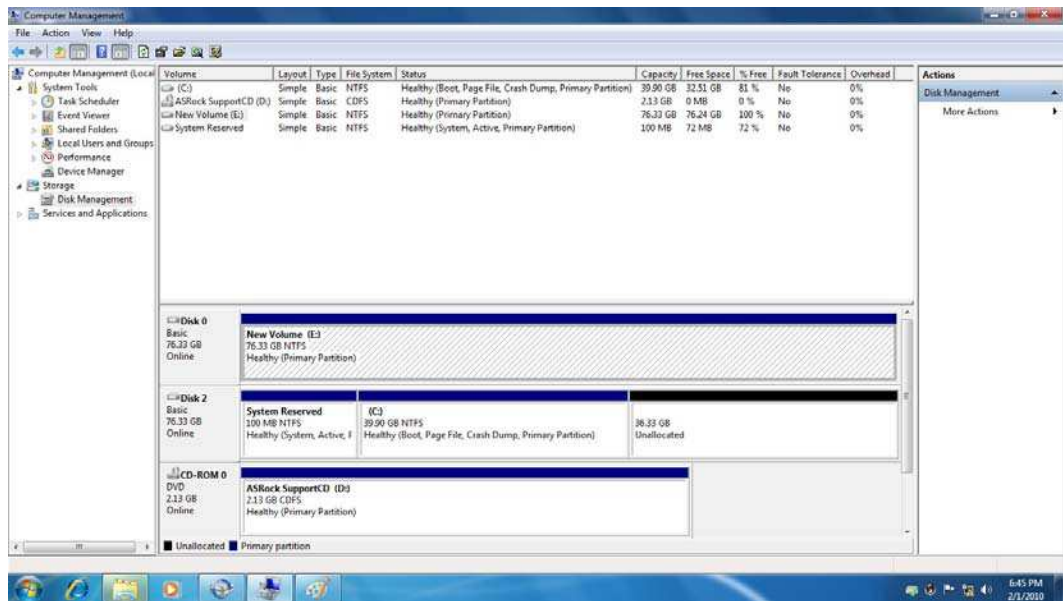 Computer Management
File Action View Help
Computer Management (Local
System Tools
Task Scheduler
Event Viewer
Shared Folders
Local Users and Groups
Performance
Device Manager
Storage
Disk Management
Services and Applications
Volume Layout Type File System Status Capacity Free Space % Free Fault Tolerance Overhead
(C:) Simple Basic NTFS Healthy (Boot, Page File, Crash Dump, Primary Partition) 39.90 GB 32.51 GB 81 % No 0%
ASRock SupportCD (D:) Simple Basic CDFS Healthy (Primary Partition) 2.13 GB 0 MB 0 % No 0%
New Volume (E:) Simple Basic NTFS Healthy (Primary Partition) 76.33 GB 76.24 GB 100 % No 0%
System Reserved Simple Basic NTFS Healthy (System, Active, Primary Partition) 100 MB 72 MB 72 % No 0%
Actions
Disk Management
More Actions
Disk 0
Basic
76.33 GB
Online
New Volume (E:)
76.33 GB NTFS
Healthy (Primary Partition)
Disk 2
Basic
76.33 GB
Online
System Reserved
100 MB NTFS
Healthy (System, Active, P
(C:)
39.90 GB NTFS
Healthy (Boot, Page File, Crash Dump, Primary Partition)
36.33 GB
Unallocated
CD-ROM 0
DVD
2.13 GB
Online
ASRock SupportCD (D:)
2.13 GB CDFS
Healthy (Primary Partition)
Unallocated Primary partition
6:45 PM
2/1/2010